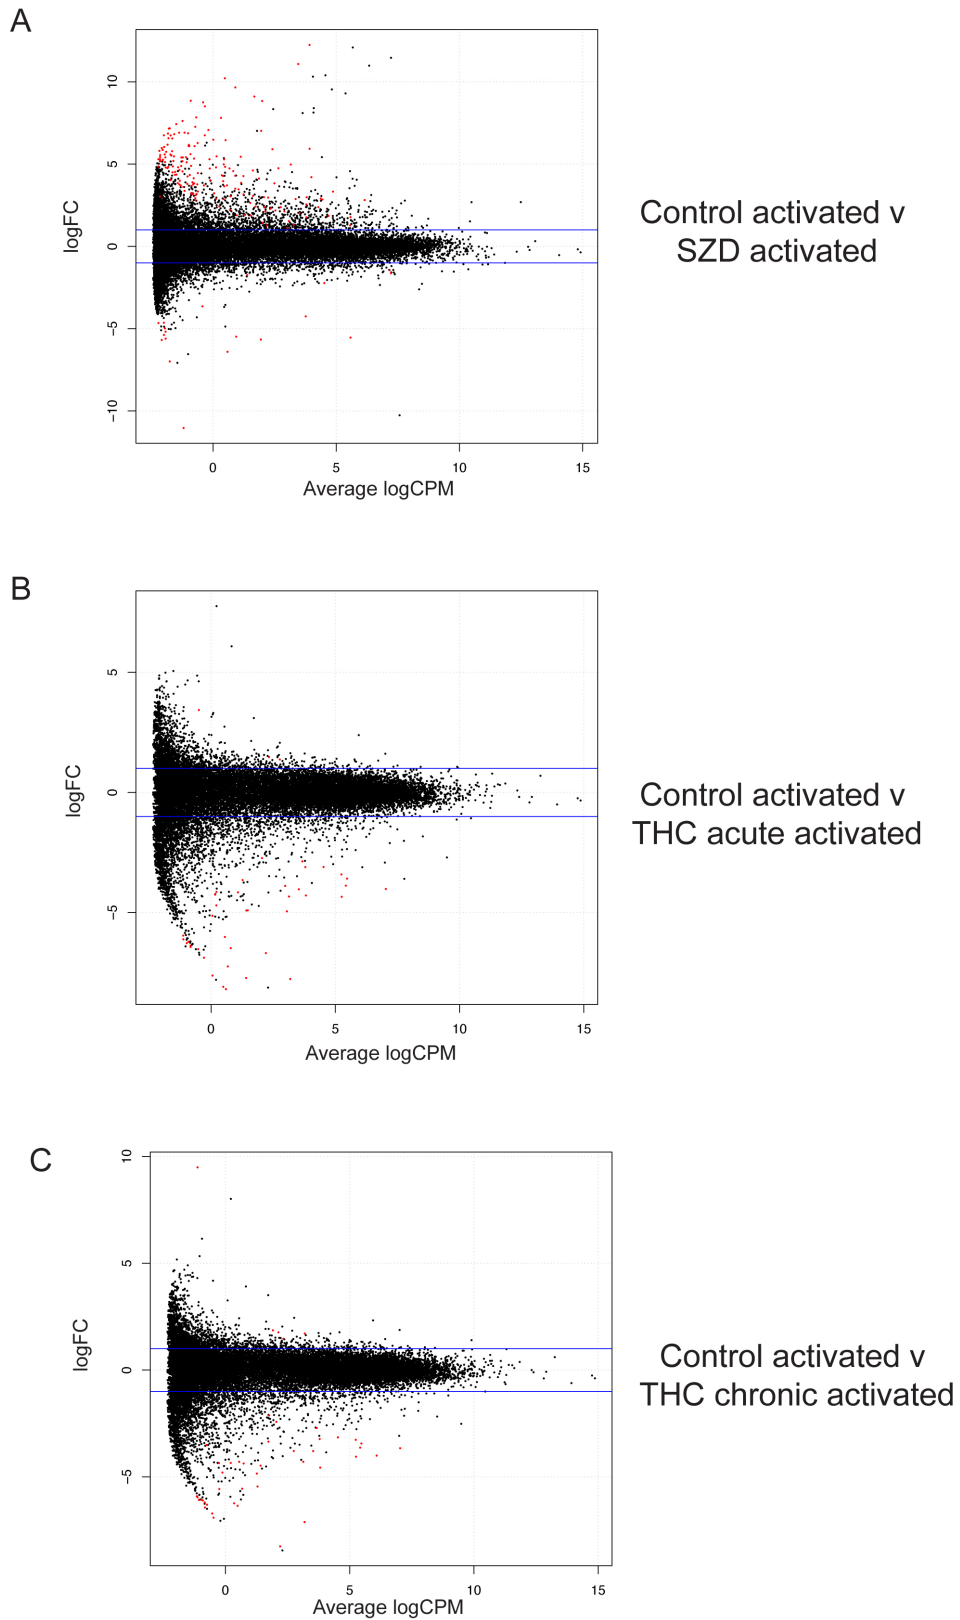 A
logFC
10
5
0
−5
−10
0 5 10 15
Average logCPM
Control activated v
SZD activated
B
logFC
5
0
−5
0 5 10 15
Average logCPM
Control activated v
THC acute activated
C
logFC
10
5
0
−5
0 5 10 15
Average logCPM
Control activated v
THC chronic activated